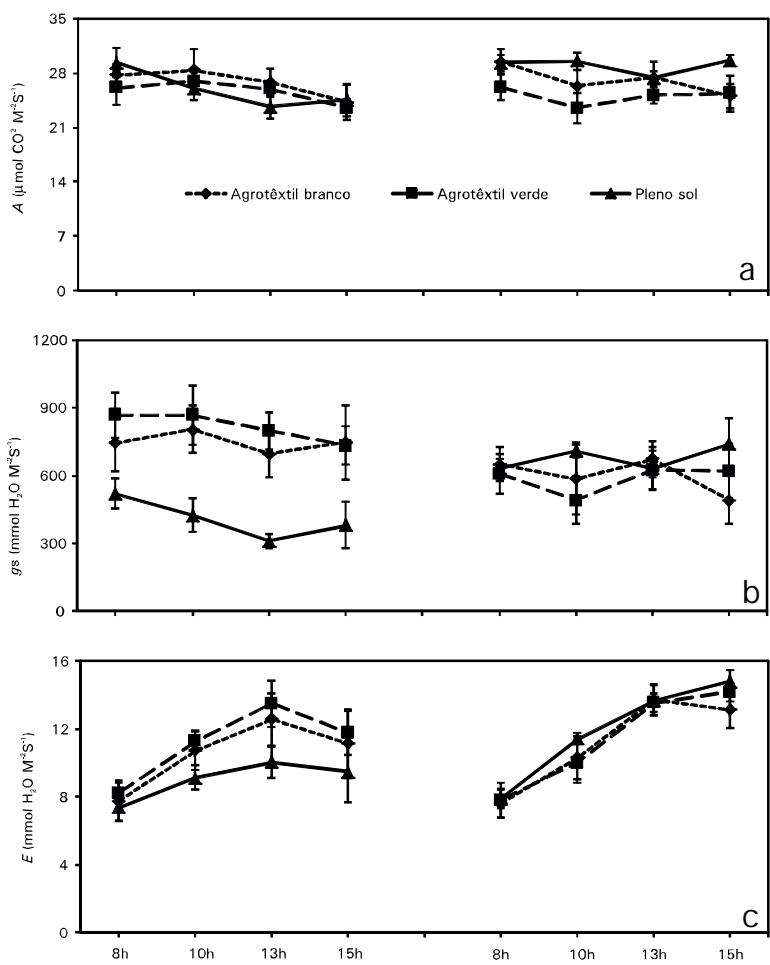 35
28
21
14
7
0
A (µmol CO² M⁻²S⁻¹)
Agrotêxtil branco
Agrotêxtil verde
Pleno sol
a
1200
900
600
300
0
gs (mmol H₂O M⁻²S⁻¹)
b
16
12
8
4
0
E (mmol H₂O M⁻²S⁻¹)
c
8h 10h 13h 15h 8h 10h 13h 15h